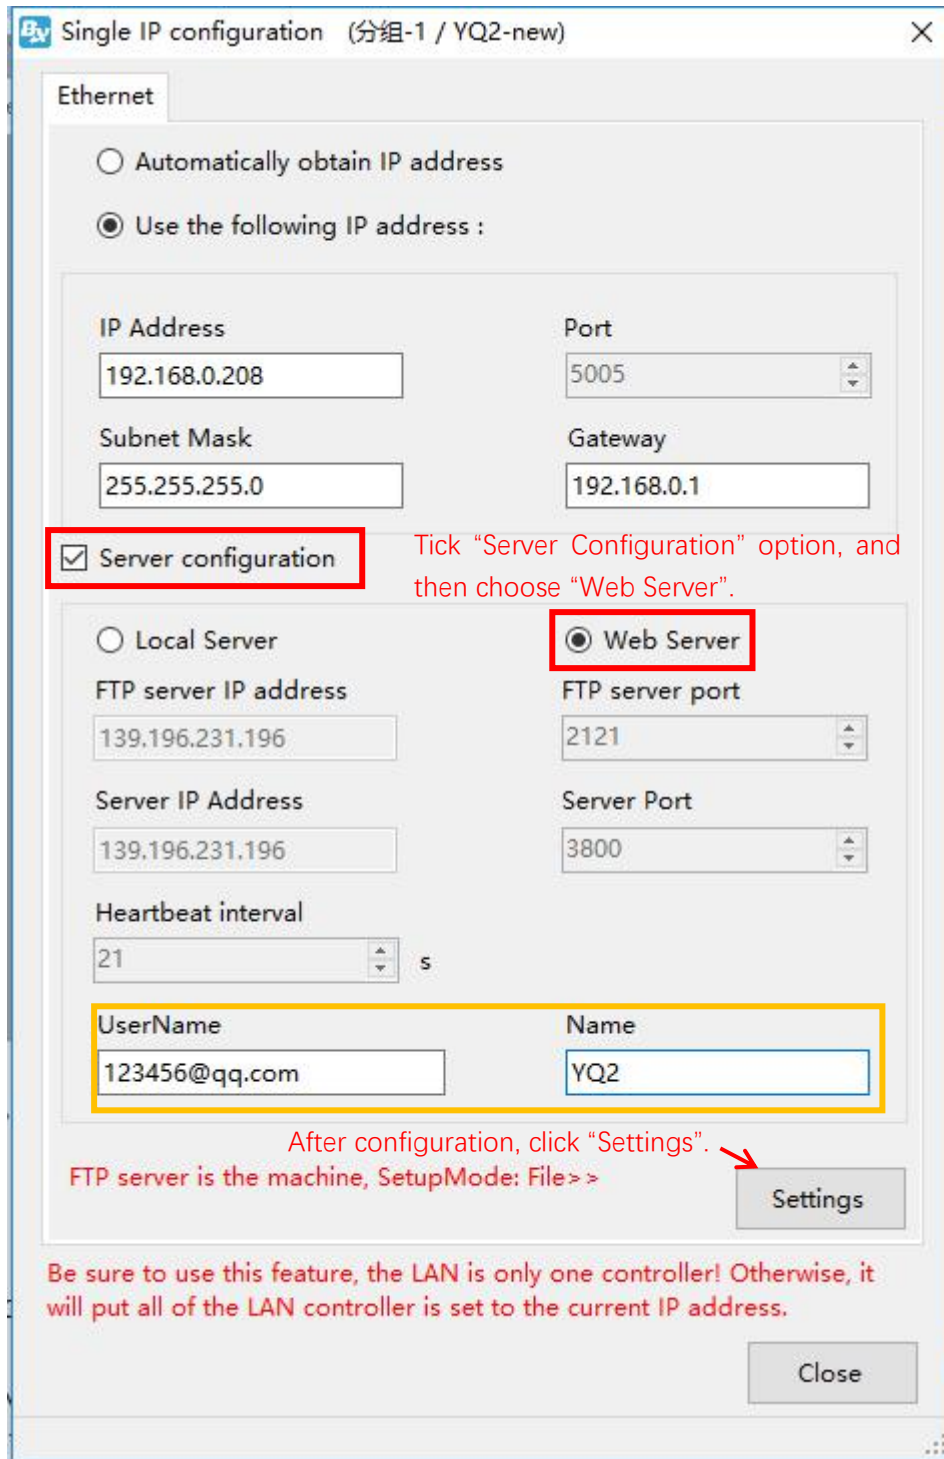 Single IP configuration (分组-1 / YQ2-new)
Ethernet
Automatically obtain IP address
Use the following IP address :
IP Address Port
192.168.0.208 5005
Subnet Mask Gateway
255.255.255.0 192.168.0.1
Server configuration
Tick “Server Configuration” option, and
then choose “Web Server”.
Local Server Web Server
FTP server IP address FTP server port
139.196.231.196 2121
Server IP Address Server Port
139.196.231.196 3800
Heartbeat interval
21 s
UserName Name
123456@qq.com YQ2
After configuration, click “Settings”.
FTP server is the machine, SetupMode: File>>
Settings
Be sure to use this feature, the LAN is only one controller! Otherwise, it
will put all of the LAN controller is set to the current IP address.
Close